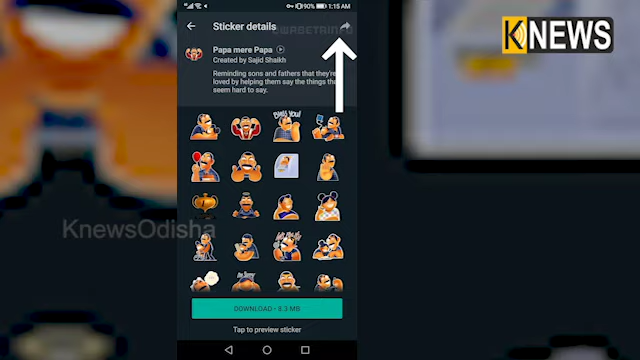 90% 1:15 AM
Sticker details
WABETAINFO
K NEWS
Papa mere Papa
Created by Sajid Shaikh
Reminding sons and fathers that they're
loved by helping them say the things that
seem hard to say.
KnewsOdisha
DOWNLOAD • 8.3 MB
Tap to preview sticker